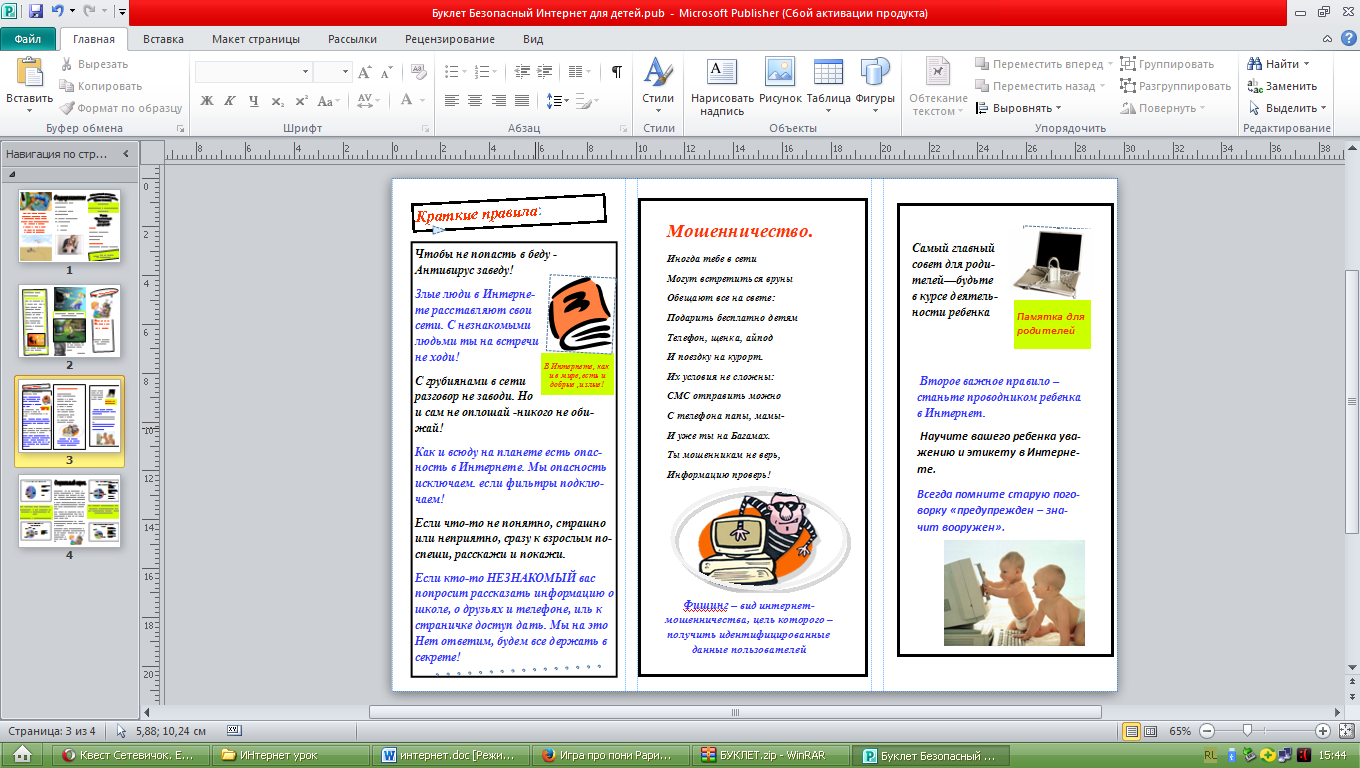 Буклет Безопасный Интернет для детей.pub - Microsoft Publisher (Сбой активации продукта)
Файл Главная Вставка Макет страницы Рассылки Рецензирование Вид
Вставить
Вырезать
Копировать
Формат по образцу
Буфер обмена
Ж К Ч
Шрифт
Абзац
Стили
Стили
Нарисовать надпись
Рисунок
Таблица
Фигуры
Объекты
Обтекание текстом
Переместить вперед
Переместить назад
Выровнять
Группировать
Разгруппировать
Повернуть
Упорядочить
Найти
Заменить
Выделить
Редактирование
Навигация по стр...
1
2
3
4
Краткие правила:
Чтобы не попасть в беду -
Антивирус заведу!
Злые люди в Интерне-
те расставляют свои
сети. С незнакомыми
людьми ты на встречи
не ходи!
В Интернете, как
и в мире, есть и
добрые ,и злые!
С грубиянами в сети
разговор не заводи. Но
и сам не оплошай -никого не оби-
жай!
Как и всюду на планете есть опас-
ность в Интернете. Мы опасность
исключаем. если фильтры подклю-
чаем!
Если что-то не понятно, страшно
или неприятно, сразу к взрослым по-
спеши, расскажи и покажи.
Если кто-то НЕЗНАКОМЫЙ вас
попросит рассказать информацию о
школе, о друзьях и телефоне, иль к
страничке доступ дать. Мы на это
Нет ответим, будем все держать в
секрете!
Мошенничество.
Иногда тебе в сети
Могут встретиться вруны
Обещают все на свете:
Подарить бесплатно детям
Телефон, щенка, айпод
И поездку на курорт.
Их условия не сложны:
СМС отправить можно
С телефона папы, мамы-
И уже ты на Багамах.
Ты мошенникам не верь,
Информацию проверь!
Фишинг – вид интернет-
мошенничества, цель которого –
получить идентифицированные
данные пользователей
Самый главный
совет для роди-
телей—будьте
в курсе деятель-
ности ребенка
Памятка для
родителей
Второе важное правило –
станьте проводником ребенка
в Интернет.
Научите вашего ребенка ува-
жению и этикету в Интерне-
те.
Всегда помните старую пого-
ворку «предупрежден – зна-
чит вооружен».
Страница: 3 из 4
5,88; 10,24 см
65%
Квест Сетевичок. Е...
ИНтернет урок
интернет.doc [Режи...
Игра про пони Рари...
БУКЛЕТ.zip - WinRAR
Буклет Безопасный ...
RL
15:44